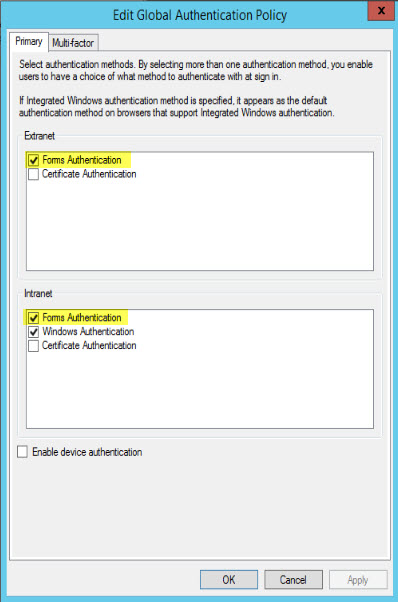 Edit Global Authentication Policy
x
Primary
Multi-factor
Select authentication methods. By selecting more than one authentication method, you enable
users to have a choice of what method to authenticate with at sign in.
If Integrated Windows authentication method is specified, it appears as the default
authentication method on browsers that support Integrated Windows authentication.
Extranet
Forms Authentication
Certificate Authentication
Intranet
Forms Authentication
Windows Authentication
Certificate Authentication
Enable device authentication
OK
Cancel
Apply